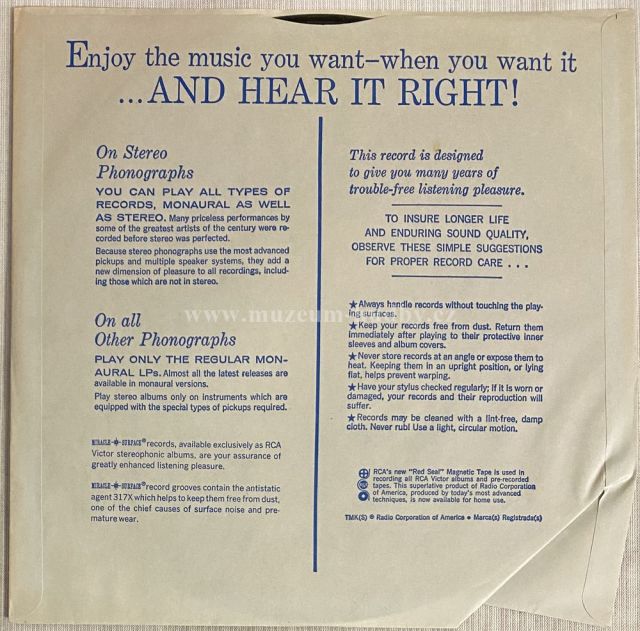 Enjoy the music you want—when you want it
...AND HEAR IT RIGHT!
On Stereo
Phonographs
YOU CAN PLAY ALL TYPES OF
RECORDS, MONAURAL AS WELL
AS STEREO. Many priceless performances by
some of the greatest artists of the century were re-
corded before stereo was perfected.
Because stereo phonographs use the most advanced
pickups and multiple speaker systems, they add a
new dimension of pleasure to all recordings, includ-
ing those which are not in stereo.
On all
Other Phonographs
PLAY ONLY THE REGULAR MON-
AURAL LPs. Almost all the latest releases are
available in monaural versions.
Play stereo albums only on instruments which are
equipped with the special types of pickups required.
MIRACLE SURFACE® records, available exclusively as RCA
Victor stereophonic albums, are your assurance of
greatly enhanced listening pleasure.
MIRACLE SURFACE® record grooves contain the antistatic
agent 317X which helps to keep them free from dust,
one of the chief causes of surface noise and pre-
mature wear.
This record is designed
to give you many years of
trouble-free listening pleasure.
TO INSURE LONGER LIFE
AND ENDURING SOUND QUALITY,
OBSERVE THESE SIMPLE SUGGESTIONS
FOR PROPER RECORD CARE . . .
★Always handle records without touching the play-
ing surfaces.
★Keep your records free from dust. Return them
immediately after playing to their protective inner
sleeves and album covers.
★Never store records at an angle or expose them to
heat. Keeping them in an upright position, or lying
flat, helps prevent warping.
★Have your stylus checked regularly; if it is worn or
damaged, your records and their reproduction will
suffer.
★Records may be cleaned with a lint-free, damp
cloth. Never rub! Use a light, circular motion.
RCA's new "Red Seal" Magnetic Tape is used in
recording all RCA Victor albums and pre-recorded
tapes. This superlative product of Radio Corporation
of America, produced by today's most advanced
techniques, is now available for home use.
TMK(S) ® Radio Corporation of America • Marca(s) Registrada(s)